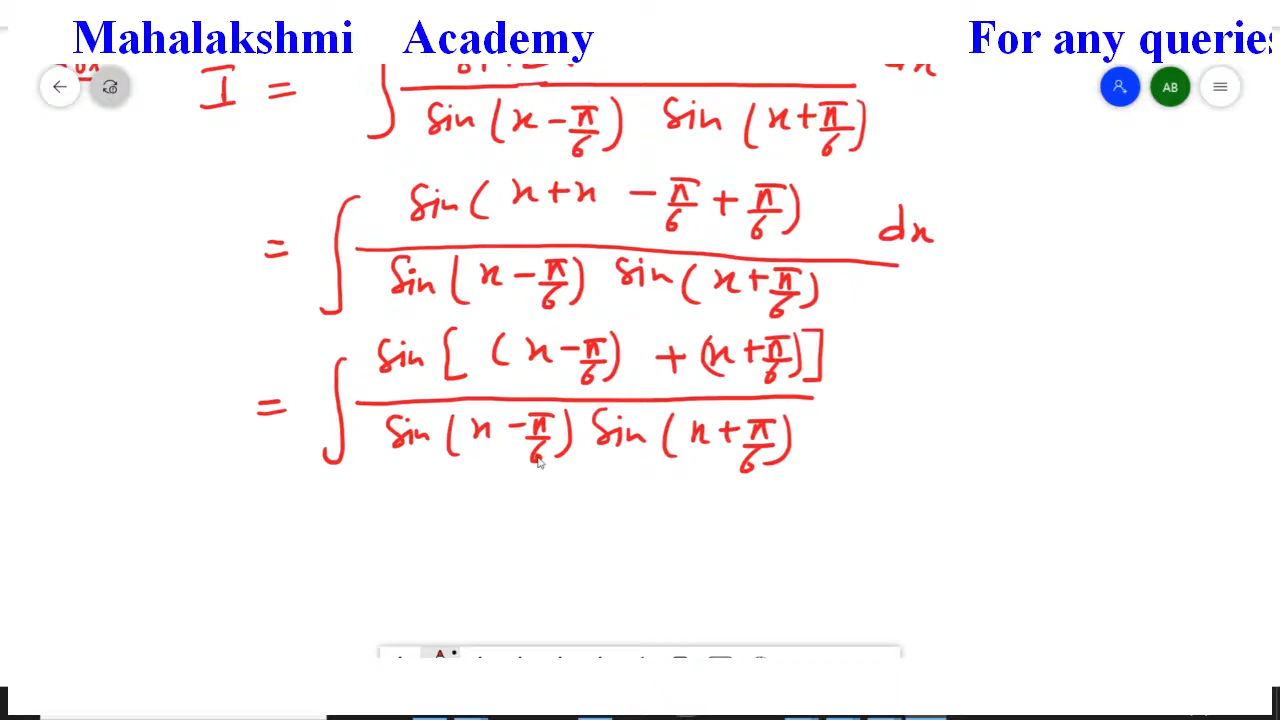 Mahalakshmi Academy For any queries
I = ∫ / sin(x - π/6) sin(x + π/6) dx
AB
= ∫ sin(x + x - π/6 + π/6) / sin(x - π/6) sin(x + π/6) dx
= ∫ sin[(x - π/6) + (x + π/6)] / sin(x - π/6) sin(x + π/6)